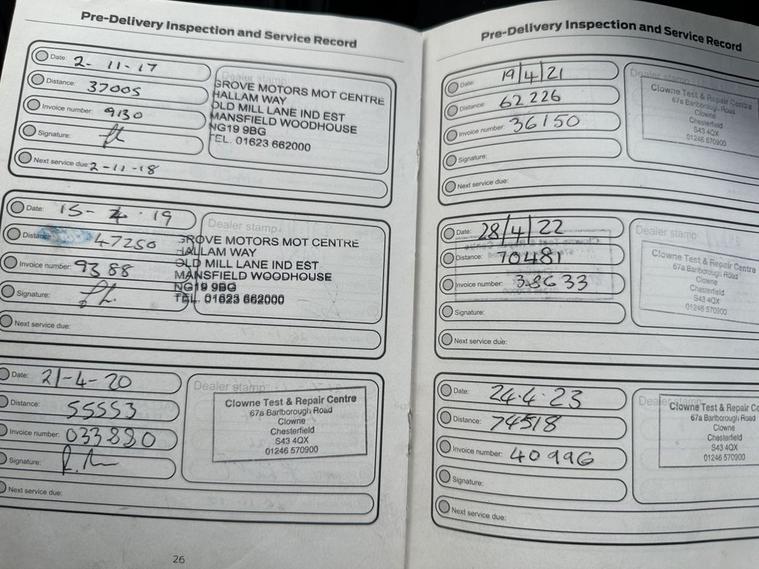 Pre-Delivery Inspection and Service Record
Date: 2-11-17
Distance: 37005
Invoice number: 9130
Signature:
Next service due: 2-11-18
Dealer stamp
GROVE MOTORS MOT CENTRE
HALLAM WAY
OLD MILL LANE IND EST
MANSFIELD WOODHOUSE
NG19 9BG
TEL. 01623 662000
Date: 15-4-19
Distance: 47250
Invoice number: 9388
Signature:
Next service due:
Dealer stamp
GROVE MOTORS MOT CENTRE
HALLAM WAY
OLD MILL LANE IND EST
MANSFIELD WOODHOUSE
NG19 9BG
TEL. 01623 662000
Date: 21-4-20
Distance: 55553
Invoice number: 033880
Signature:
Next service due:
Dealer stamp
Clowne Test & Repair Centre
67a Barlborough Road
Clowne
Chesterfield
S43 4QX
01246 570900
26
Pre-Delivery Inspection and Service Record
Date: 19/4/21
Distance: 62226
Invoice number: 36150
Signature:
Next service due:
Dealer stamp
Clowne Test & Repair Centre
67a Barlborough Road
Clowne
Chesterfield
S43 4QX
01246 570900
Date: 28/4/22
Distance: 70481
Invoice number: 38633
Signature:
Next service due:
Dealer stamp
Clowne Test & Repair Centre
67a Barlborough Road
Clowne
Chesterfield
S43 4QX
01246 570900
Date: 24.4.23
Distance: 74518
Invoice number: 40996
Signature:
Next service due:
Dealer
Clowne Test & Repair Ce
67a Barlborough Road
Clowne
Chesterfield
S43 4QX
01246 570900